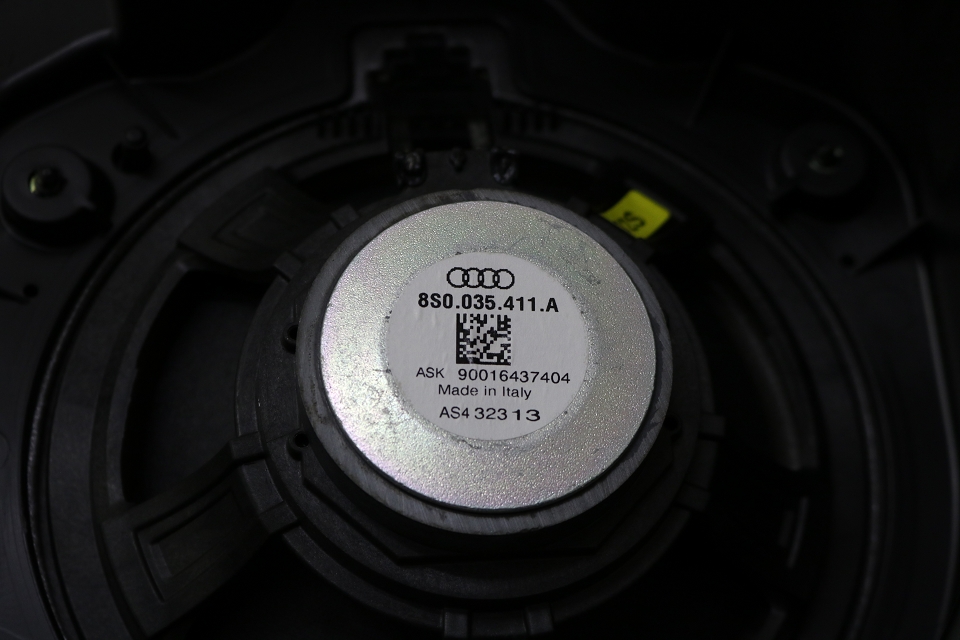 8S0.035.411.A
ASK 90016437404
Made in Italy
AS4 323 13